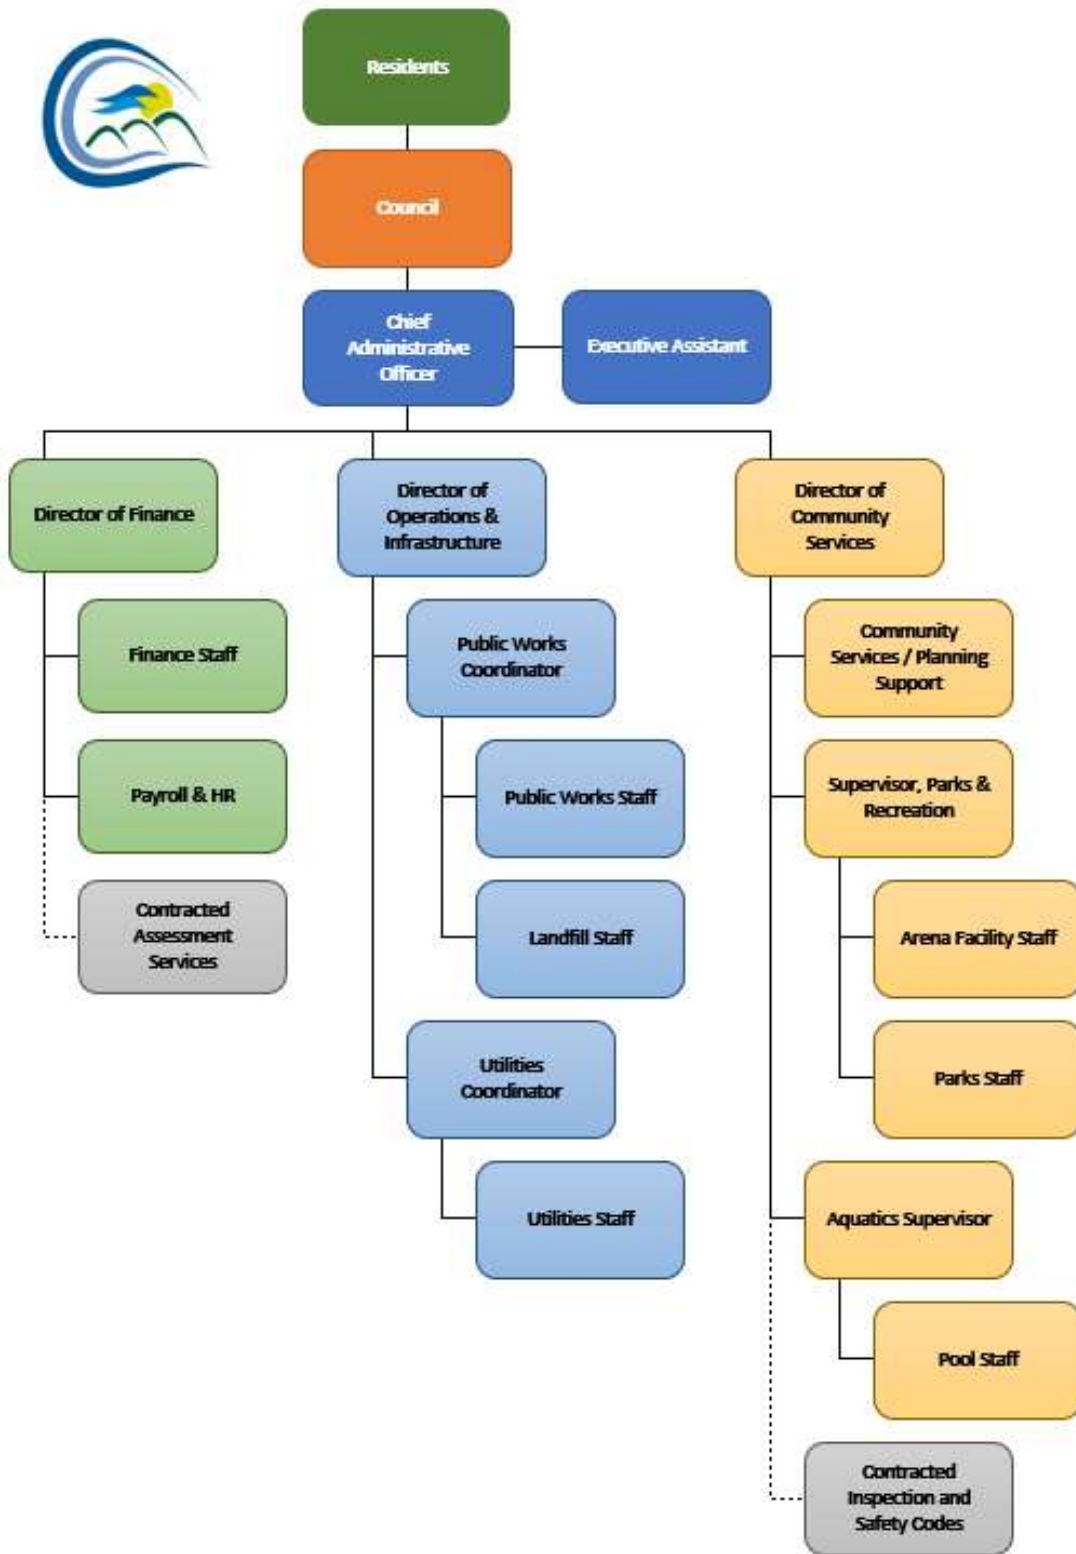 Residents
Council
Chief
Administrative
Officer
Executive Assistant
Director of Finance
Finance Staff
Payroll & HR
Contracted
Assessment
Services
Director of
Operations &
Infrastructure
Public Works
Coordinator
Public Works Staff
Landfill Staff
Utilities
Coordinator
Utilities Staff
Director of
Community
Services
Community
Services / Planning
Support
Supervisor, Parks &
Recreation
Arena Facility Staff
Parks Staff
Aquatics Supervisor
Pool Staff
Contracted
Inspection and
Safety Codes